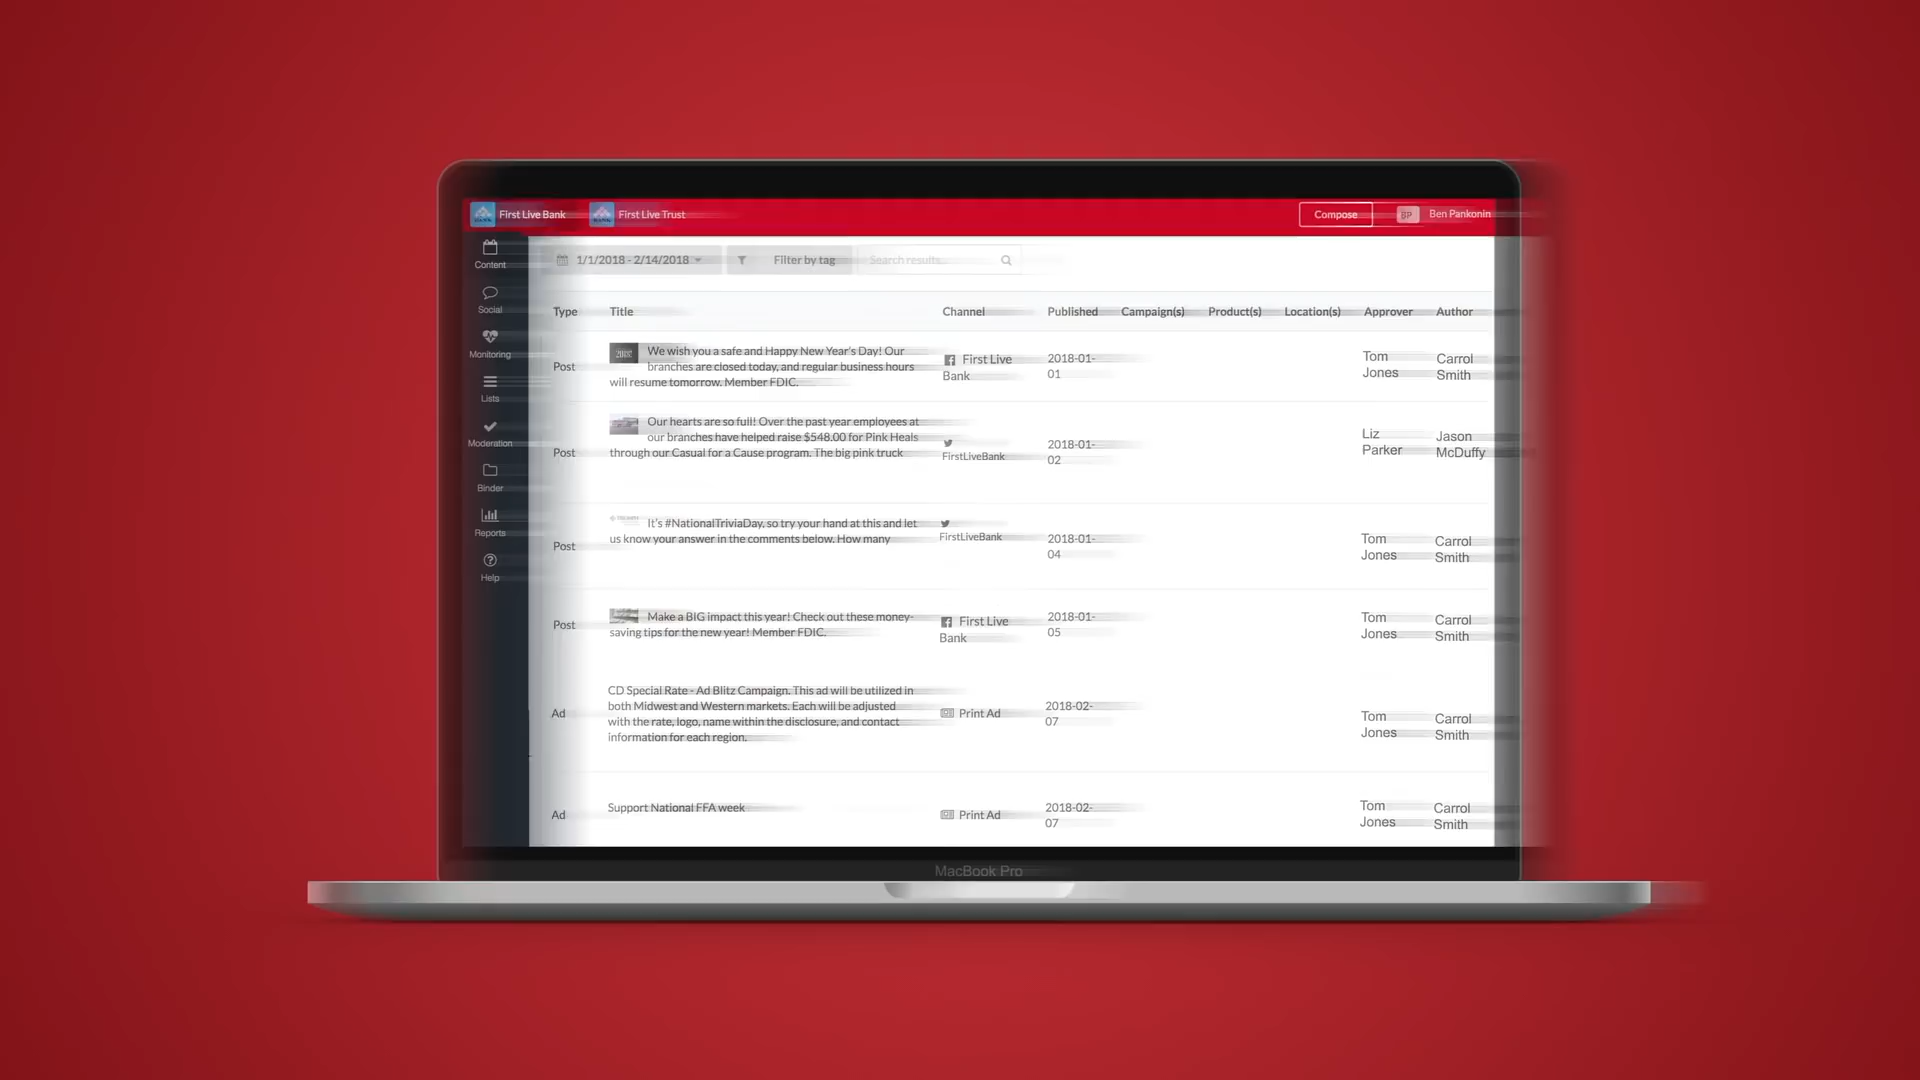 First Live Bank First Live Trust Compose BP Ben Pankonin
Content
Social
Monitoring
Lists
Moderation
Binder
Reports
Help
1/1/2018 - 2/14/2018 Filter by tag Search results...
Type Title Channel Published Campaign(s) Product(s) Location(s) Approver Author
Post
We wish you a safe and Happy New Year's Day! Our
branches are closed today, and regular business hours
will resume tomorrow. Member FDIC.
First Live
Bank
2018-01-
01
Tom
Jones
Carrol
Smith
Post
Our hearts are so full! Over the past year employees at
our branches have helped raise $548.00 for Pink Heals
through our Casual for a Cause program. The big pink truck
FirstLiveBank
2018-01-
02
Liz
Parker
Jason
McDuffy
Post
It's #NationalTriviaDay, so try your hand at this and let
us know your answer in the comments below. How many
FirstLiveBank
2018-01-
04
Tom
Jones
Carrol
Smith
Post
Make a BIG impact this year! Check out these money-
saving tips for the new year! Member FDIC.
First Live
Bank
2018-01-
05
Tom
Jones
Carrol
Smith
Ad
CD Special Rate - Ad Blitz Campaign. This ad will be utilized in
both Midwest and Western markets. Each will be adjusted
with the rate, logo, name within the disclosure, and contact
information for each region.
Print Ad
2018-02-
07
Tom
Jones
Carrol
Smith
Ad
Support National FFA week
Print Ad
2018-02-
07
Tom
Jones
Carrol
Smith
MacBook Pro